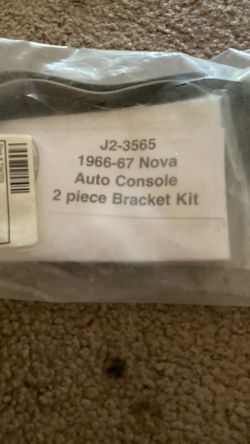 J2-3565
1966-67 Nova
Auto Console
2 piece Bracket Kit